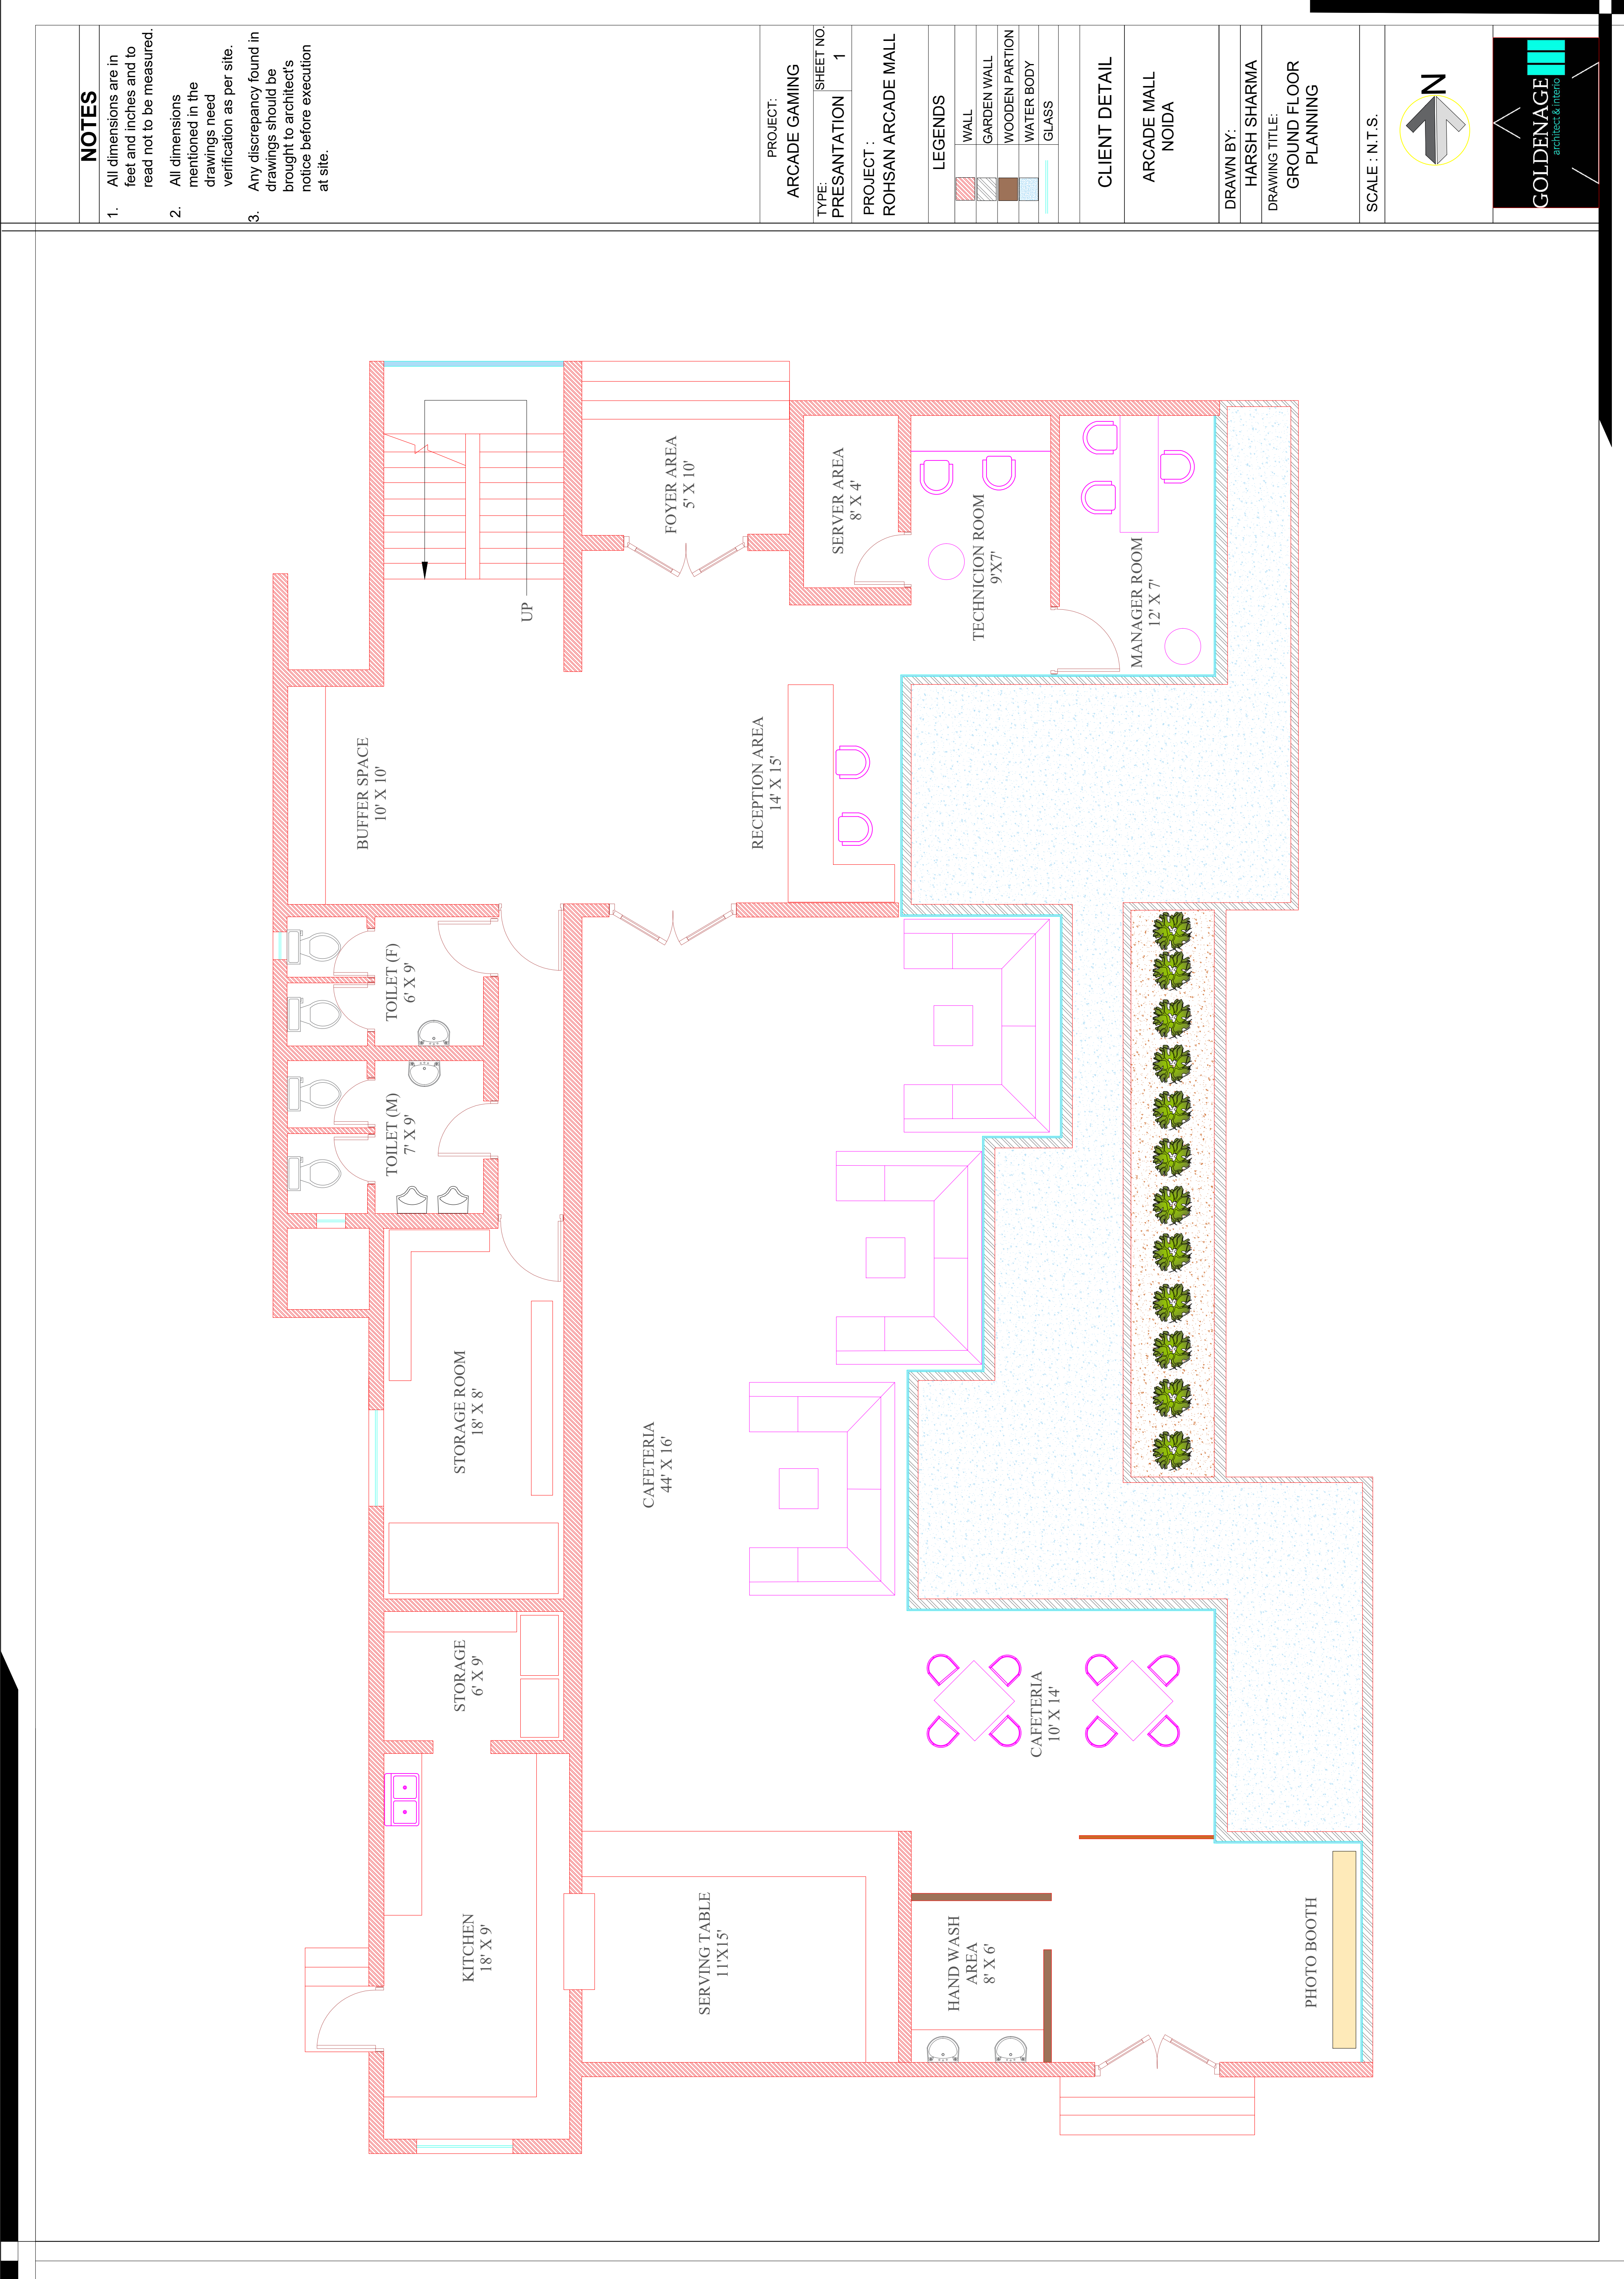 NOTES
1. All dimensions are in
feet and inches and to
read not to be measured.
2. All dimensions
mentioned in the
drawings need
verification as per site.
3. Any discrepancy found in
drawings should be
brought to architect's
notice before execution
at site.
PROJECT:
ARCADE GAMING
TYPE:
PRESANTATION
SHEET NO.
1
PROJECT :
ROHSAN ARCADE MALL
LEGENDS
WALL
GARDEN WALL
WOODEN PARTION
WATER BODY
GLASS
CLIENT DETAIL
ARCADE MALL
NOIDA
DRAWN BY:
HARSH SHARMA
DRAWING TITLE:
GROUND FLOOR
PLANNING
SCALE : N.T.S.
N
GOLDENAGE
architect & interio
UP
FOYER AREA
5' X 10'
SERVER AREA
8' X 4'
TECHNICION ROOM
9'X7'
MANAGER ROOM
12' X 7'
BUFFER SPACE
10' X 10'
RECEPTION AREA
14' X 15'
TOILET (F)
6' X 9'
TOILET (M)
7' X 9'
STORAGE ROOM
18' X 8'
CAFETERIA
44' X 16'
STORAGE
6' X 9'
CAFETERIA
10' X 14'
KITCHEN
18' X 9'
SERVING TABLE
11'X15'
HAND WASH
AREA
8' X 6'
PHOTO BOOTH